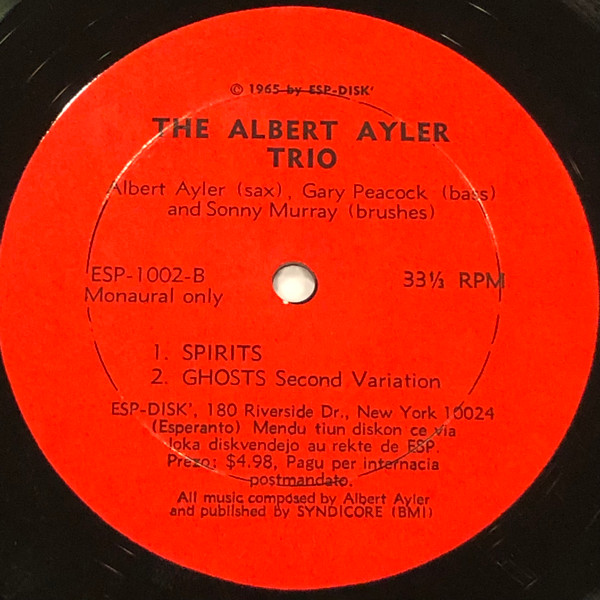 © 1965 by ESP-DISK'
THE ALBERT AYLER
TRIO
Albert Ayler (sax), Gary Peacock (bass)
and Sonny Murray (brushes)
ESP-1002-B
Monaural only
33⅓ RPM
1. SPIRITS
2. GHOSTS Second Variation
ESP-DISK', 180 Riverside Dr., New York 10024
(Esperanto) Mendu tiun diskon ce via
loka diskvendejo au rekte de ESP.
Prezo: $4.98, Pagu per internacia
postmandato.
All music composed by Albert Ayler
and published by SYNDICORE (BMI)